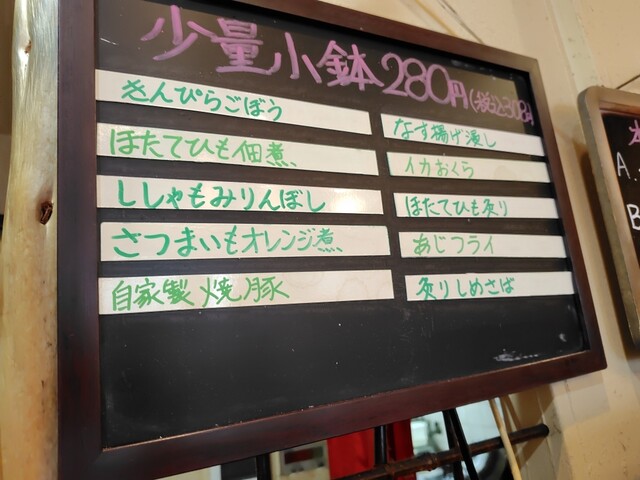 少量小鉢280円(税込308円)
きんぴらごぼう
ほたてひも佃煮
ししゃもみりんぼし
さつまいもオレンジ煮
自家製 焼豚
なす揚げ浸し
イカおくら
ほたてひも炙り
あじフライ
炙りしめさば
A.
B